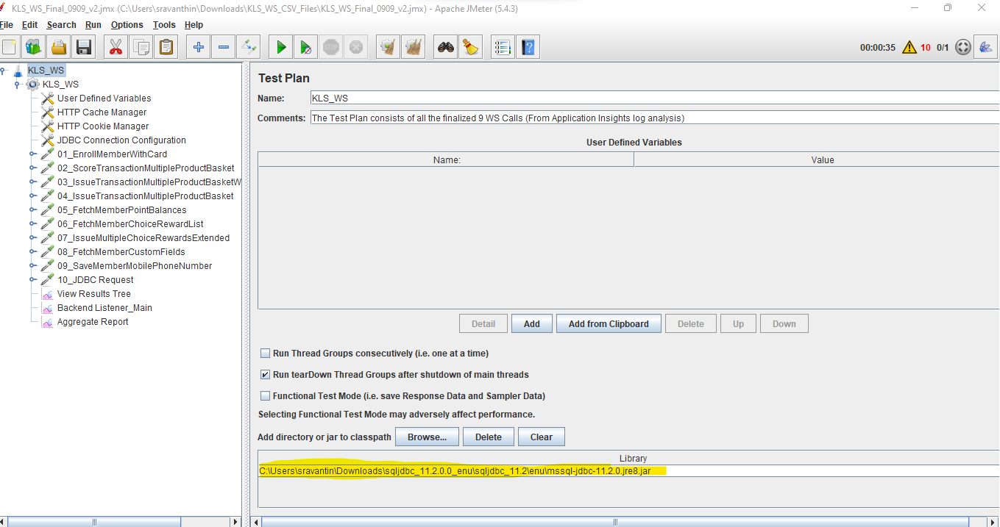 KLS_WS_Final_0909_v2.jmx (C:\Users\sravanthin\Downloads\KLS_WS_CSV_Files\KLS_WS_Final_0909_v2.jmx) - Apache JMeter (5.4.3)
File Edit Search Run Options Tools Help
STOP
00:00:35 10 0/1
KLS_WS
KLS_WS
User Defined Variables
HTTP Cache Manager
HTTP Cookie Manager
JDBC Connection Configuration
01_EnrollMemberWithCard
02_ScoreTransactionMultipleProductBasket
03_IssueTransactionMultipleProductBasketW
04_IssueTransactionMultipleProductBasket
05_FetchMemberPointBalances
06_FetchMemberChoiceRewardList
07_IssueMultipleChoiceRewardsExtended
08_FetchMemberCustomFields
09_SaveMemberMobilePhoneNumber
10_JDBC Request
View Results Tree
Backend Listener_Main
Aggregate Report
Test Plan
Name: KLS_WS
Comments: The Test Plan consists of all the finalized 9 WS Calls (From Application Insights log analysis)
User Defined Variables
Name: Value
Detail Add Add from Clipboard Delete Up Down
Run Thread Groups consecutively (i.e. one at a time)
Run tearDown Thread Groups after shutdown of main threads
Functional Test Mode (i.e. save Response Data and Sampler Data)
Selecting Functional Test Mode may adversely affect performance.
Add directory or jar to classpath Browse... Delete Clear
Library
C:\Users\sravantin\Downloads\sqljdbc_11.2.0.0_enu\sqljdbc_11.2\enu\mssql-jdbc-11.2.0.jre8.jar